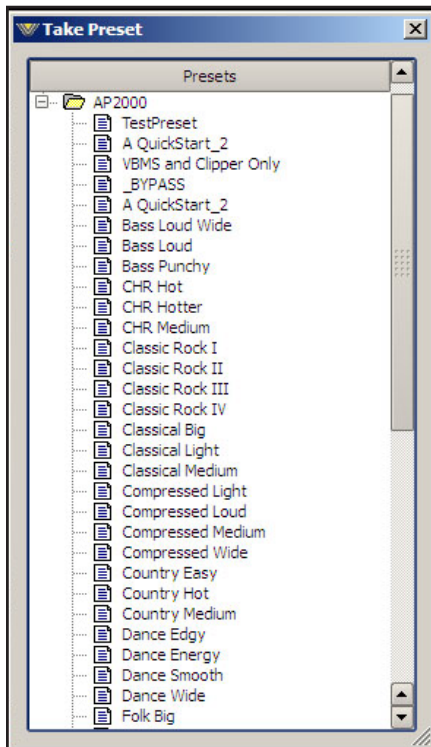 Take Preset
Presets
AP2000
TestPreset
A QuickStart_2
VBMS and Clipper Only
_BYPASS
A QuickStart_2
Bass Loud Wide
Bass Loud
Bass Punchy
CHR Hot
CHR Hotter
CHR Medium
Classic Rock I
Classic Rock II
Classic Rock III
Classic Rock IV
Classical Big
Classical Light
Classical Medium
Compressed Light
Compressed Loud
Compressed Medium
Compressed Wide
Country Easy
Country Hot
Country Medium
Dance Edgy
Dance Energy
Dance Smooth
Dance Wide
Folk Big